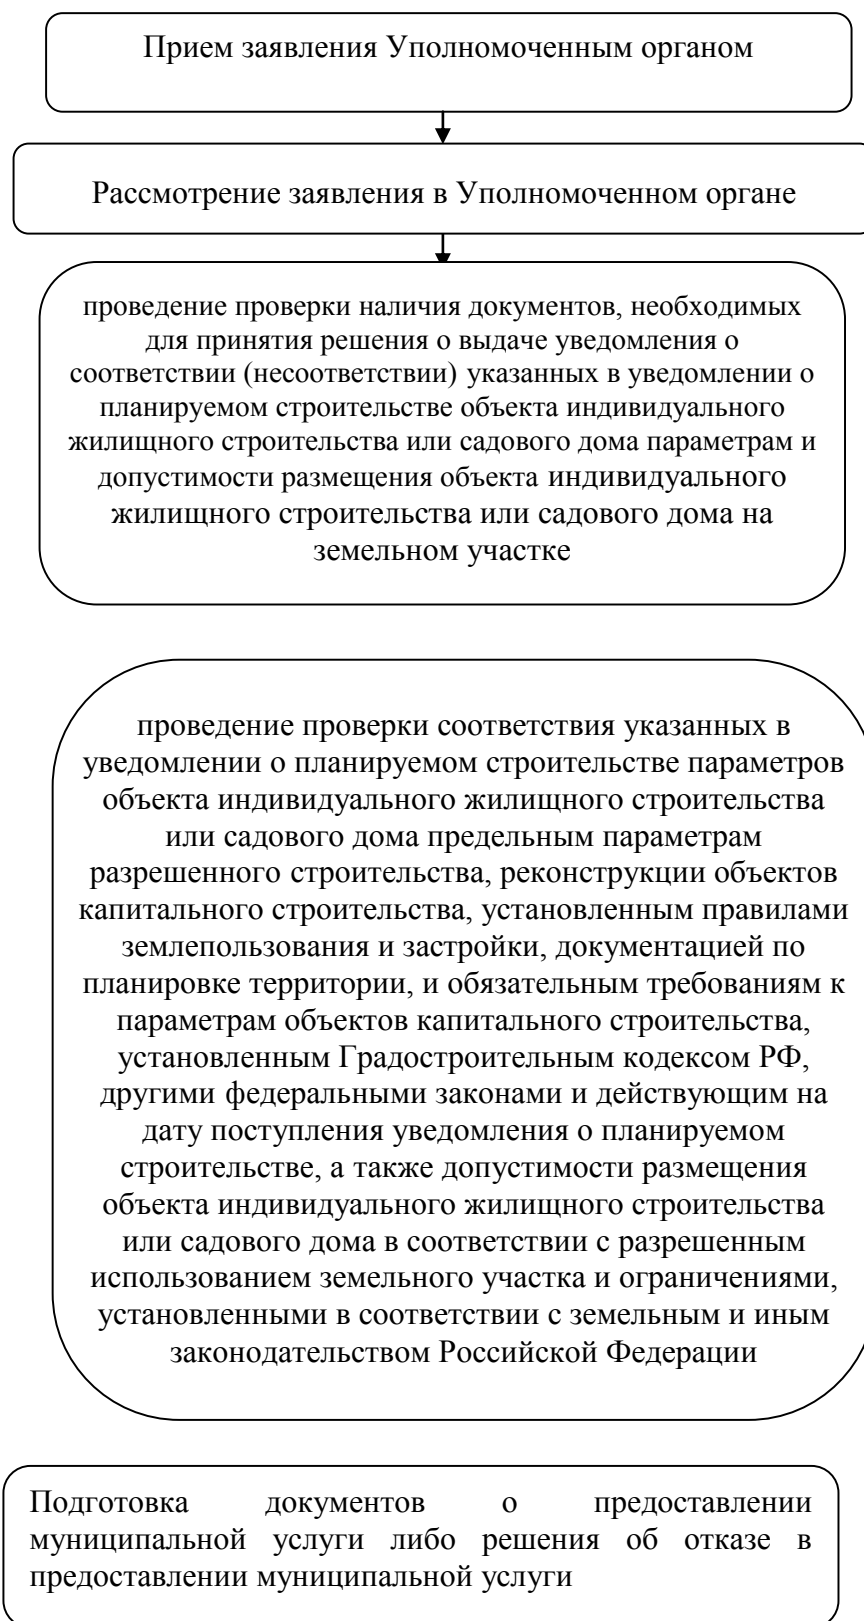 Прием заявления Уполномоченным органом
Рассмотрение заявления в Уполномоченном органе
проведение проверки наличия документов, необходимых
для принятия решения о выдаче уведомления о
соответствии (несоответствии) указанных в уведомлении о
планируемом строительстве объекта индивидуального
жилищного строительства или садового дома параметрам и
допустимости размещения объекта индивидуального
жилищного строительства или садового дома на
земельном участке
проведение проверки соответствия указанных в
уведомлении о планируемом строительстве параметров
объекта индивидуального жилищного строительства
или садового дома предельным параметрам
разрешенного строительства, реконструкции объектов
капитального строительства, установленным правилами
землепользования и застройки, документацией по
планировке территории, и обязательным требованиям к
параметрам объектов капитального строительства,
установленным Градостроительным кодексом РФ,
другими федеральными законами и действующим на
дату поступления уведомления о планируемом
строительстве, а также допустимости размещения
объекта индивидуального жилищного строительства
или садового дома в соответствии с разрешенным
использованием земельного участка и ограничениями,
установленными в соответствии с земельным и иным
законодательством Российской Федерации
Подготовка документов о предоставлении
муниципальной услуги либо решения об отказе в
предоставлении муниципальной услуги